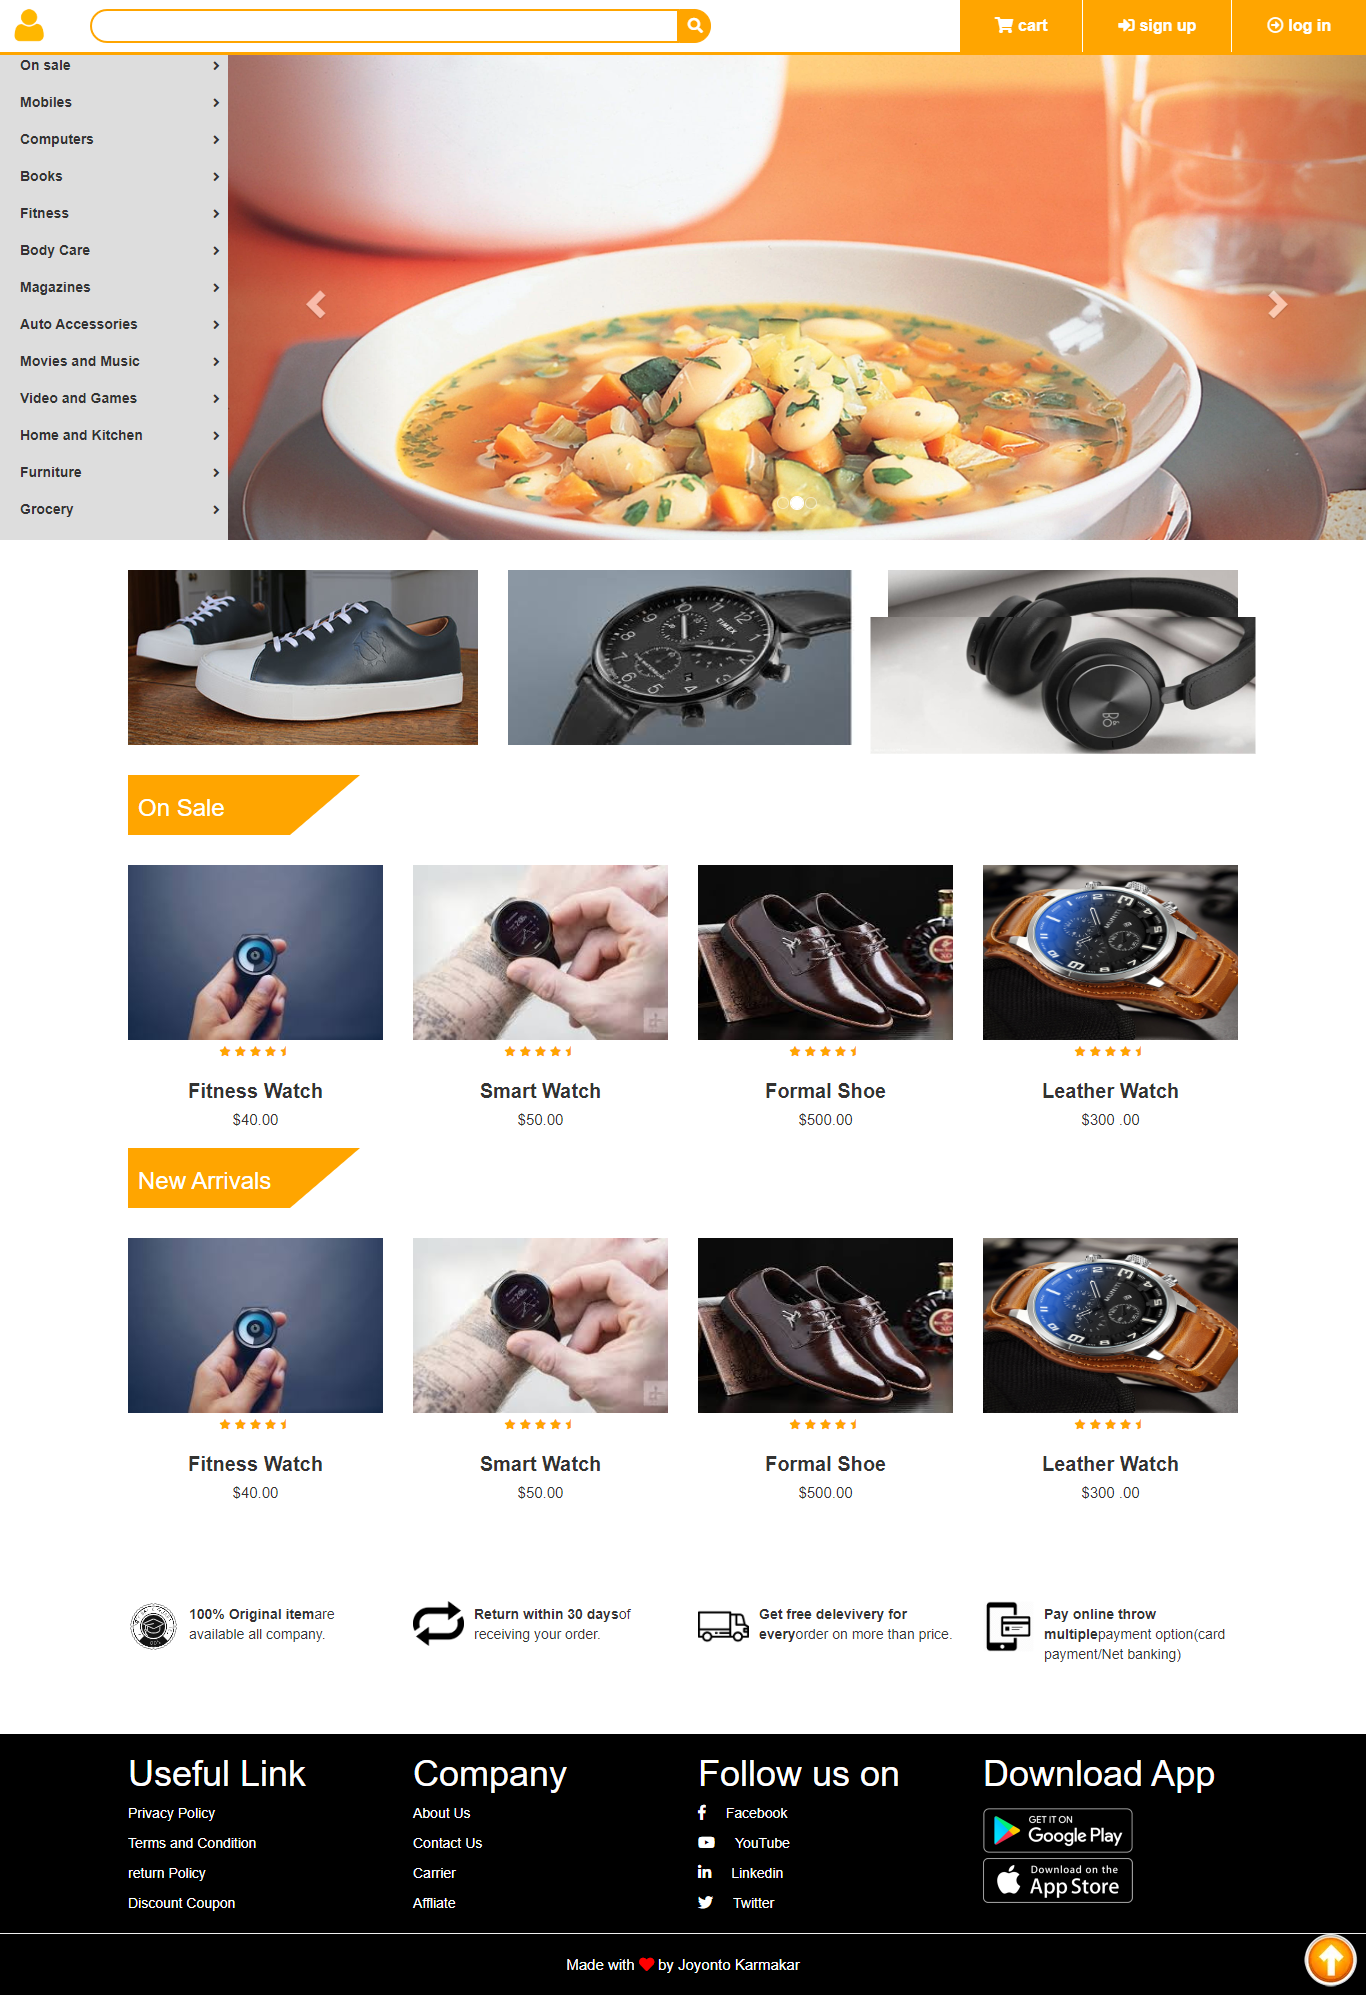 cart
sign up
log in
On sale
Mobiles
Computers
Books
Fitness
Body Care
Magazines
Auto Accessories
Movies and Music
Video and Games
Home and Kitchen
Furniture
Grocery
TIMEX
On Sale
Fitness Watch
$40.00
Smart Watch
$50.00
Formal Shoe
$500.00
Leather Watch
$300 .00
New Arrivals
Fitness Watch
$40.00
Smart Watch
$50.00
Formal Shoe
$500.00
Leather Watch
$300 .00
100% Original itemare
available all company.
Return within 30 daysof
receiving your order.
Get free delevivery for
everyorder on more than price.
Pay online throw
multiplepayment option(card
payment/Net banking)
Useful Link
Privacy Policy
Terms and Condition
return Policy
Discount Coupon
Company
About Us
Contact Us
Carrier
Affliate
Follow us on
Facebook
YouTube
Linkedin
Twitter
Download App
GET IT ON
Google Play
Download on the
App Store
Made with by Joyonto Karmakar